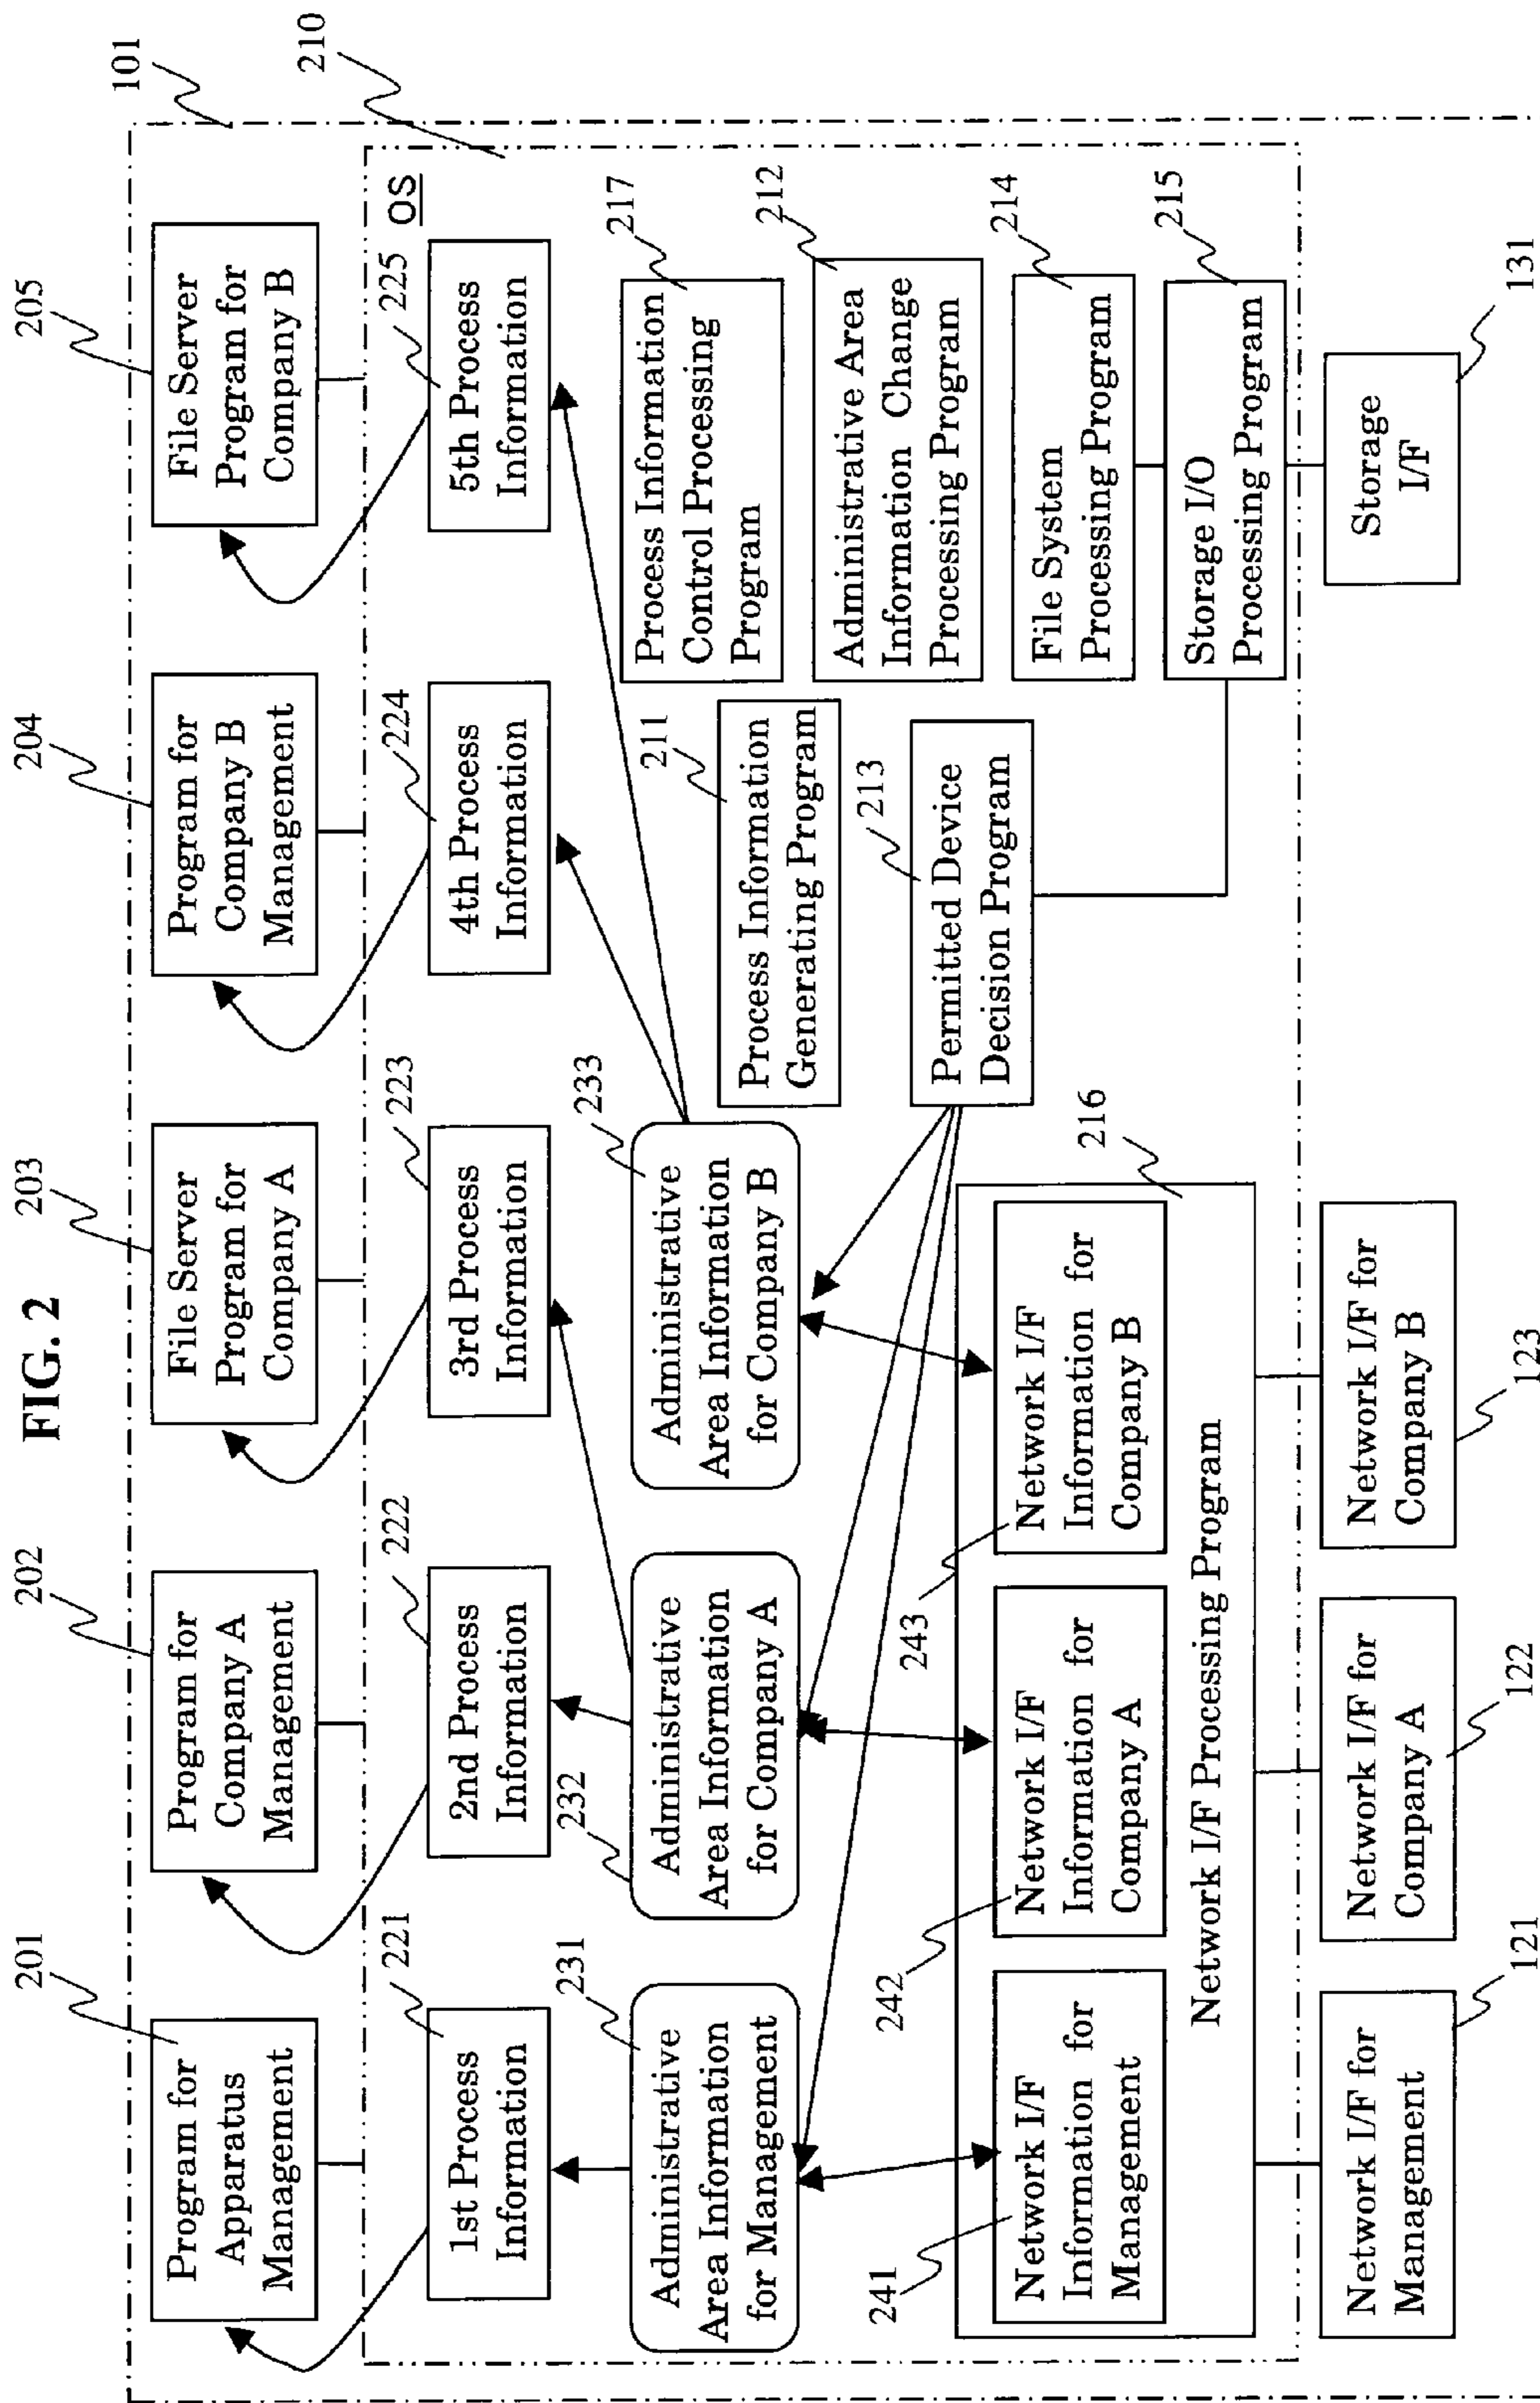 FIG. 2
101
210
201
202
203
204
205
Program for
Apparatus
Management
Program for
Company A
Management
File Server
Program for
Company A
Program for
Company B
Management
File Server
Program for
Company B
OS
221
222
223
224
225
1st Process
Information
2nd Process
Information
3rd Process
Information
4th Process
Information
5th Process
Information
231
232
233
Administrative
Area Information
for Management
Administrative
Area Information
for Company A
Administrative
Area Information
for Company B
217
Process Information
Control Processing
Program
211
Process Information
Generating Program
212
Administrative Area
Information Change
Processing Program
213
Permitted Device
Decision Program
214
File System
Processing Program
215
Storage I/O
Processing Program
216
241
242
243
Network I/F
Information for
Management
Network I/F
Information for
Company A
Network I/F
Information for
Company B
Network I/F Processing Program
Network I/F for
Management
121
Network I/F for
Company A
122
Network I/F for
Company B
123
Storage
I/F
131